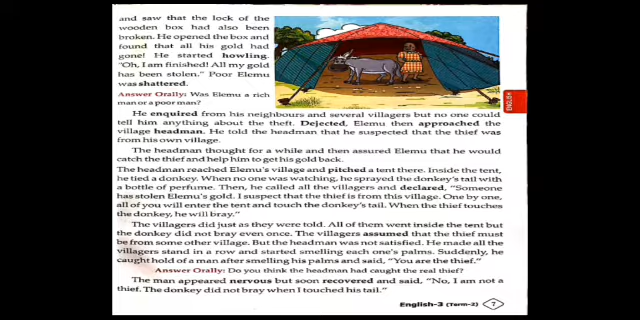 and saw that the lock of the
wooden box had also been
broken. He opened the box and
found that all his gold had
gone! He started howling.
"Oh, I am finished! All my gold
has been stolen." Poor Elemu
was shattered.
Answer Orally: Was Elemu a rich
man or a poor man?
He enquired from his neighbours and several villagers but no one could
tell him anything about the theft. Dejected, Elemu then approached the
village headman. He told the headman that he suspected that the thief was
from his own village.
The headman thought for a while and then assured Elemu that he would
catch the thief and help him to get his gold back.
The headman reached Elemu's village and pitched a tent there. Inside the tent,
he tied a donkey. When no one was watching, he sprayed the donkey's tail with
a bottle of perfume. Then, he called all the villagers and declared, "Someone
has stolen Elemu's gold. I suspect that the thief is from this village. One by one,
all of you will enter the tent and touch the donkey's tail. When the thief touches
the donkey, he will bray."
The villagers did just as they were told. All of them went inside the tent but
the donkey did not bray even once. The villagers assumed that the thief must
be from some other village. But the headman was not satisfied. He made all the
villagers stand in a row and started smelling each one's palms. Suddenly, he
caught hold of a man after smelling his palms and said, "You are the thief."
Answer Orally: Do you think the headman had caught the real thief?
The man appeared nervous but soon recovered and said, "No, I am not a
thief. The donkey did not bray when I touched his tail."
ENGLISH
English-3 (Term-2) 7